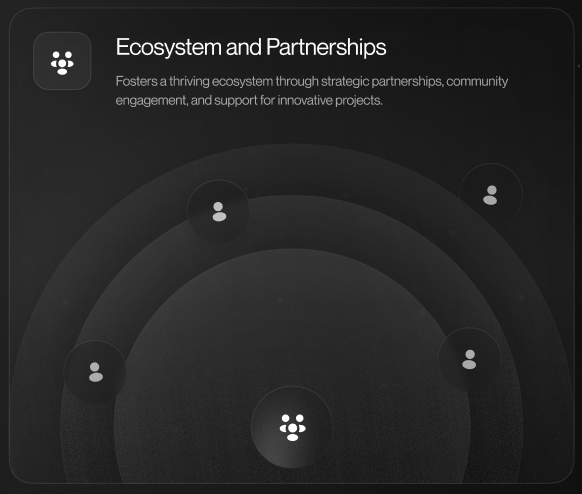 Ecosystem and Partnerships
Fosters a thriving ecosystem through strategic partnerships, community
engagement, and support for innovative projects.